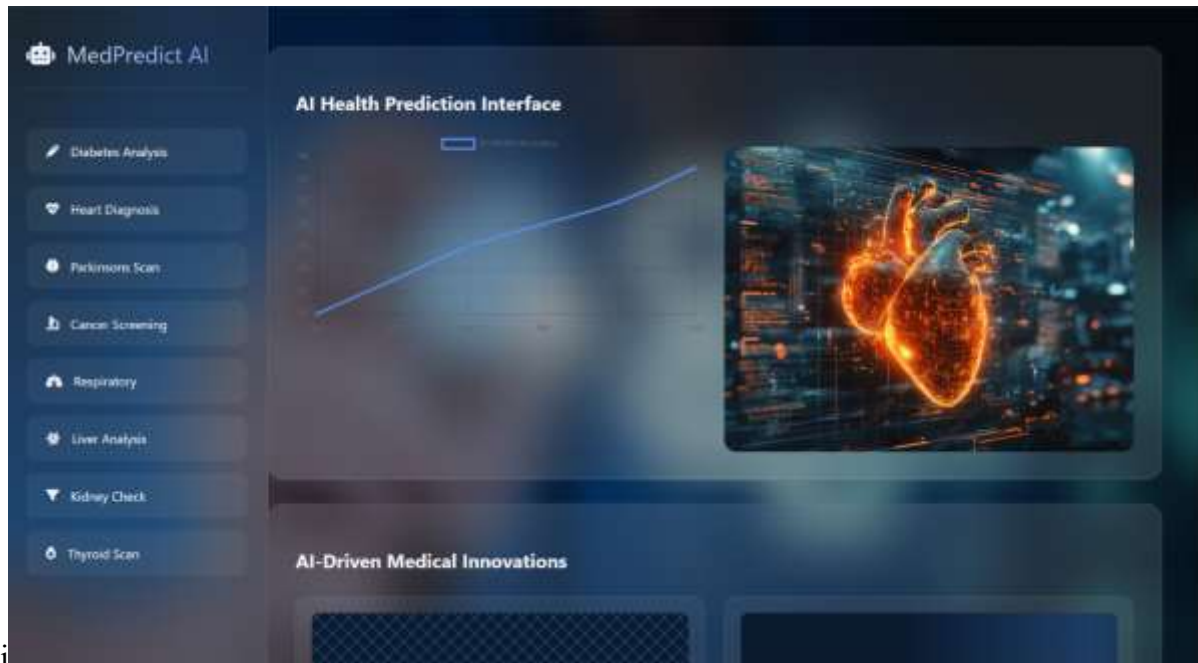 MedPredict AI
Diabetes Analysis
Heart Diagnosis
Parkinsons Scan
Cancer Screening
Respiratory
Liver Analysis
Kidney Check
Thyroid Scan
AI Health Prediction Interface
AI-Driven Medical Innovations
i